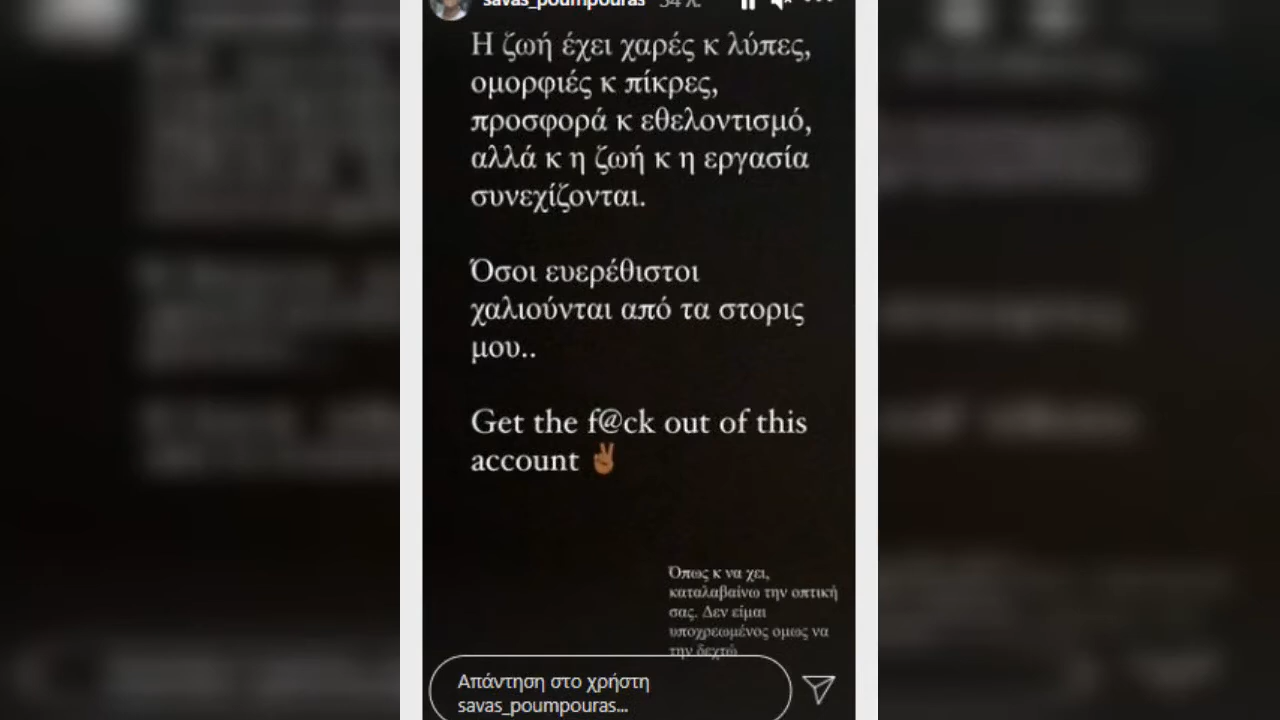 savas_poumpouras 54 λ.
Η ζωή έχει χαρές κ λύπες,
ομορφιές κ πίκρες,
προσφορά κ εθελοντισμό,
αλλά κ η ζωή κ η εργασία
συνεχίζονται.
Όσοι ευερέθιστοι
χαλιούνται από τα στορις
μου..
Get the f@ck out of this
account ✌🏾
Όπως κ να χει,
καταλαβαίνω την οπτική
σας. Δεν είμαι
υποχρεωμένος ομως να
την δεχτώ
Απάντηση στο χρήστη
savas_poumpouras...